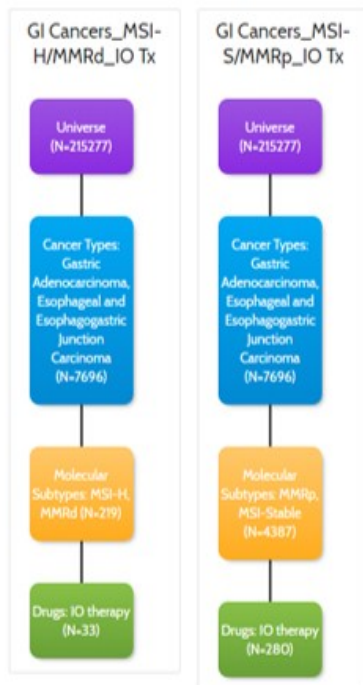 GI Cancers_MSI-
H/MMRd_IO Tx
Universe
(N=215277)
Cancer Types:
Gastric
Adenocarcinoma,
Esophageal and
Esophagogastric
Junction
Carcinoma
(N=7696)
Molecular
Subtypes: MSI-H,
MMRd (N=219)
Drugs: IO therapy
(N=33)
GI Cancers_MSI-
S/MMRp_IO Tx
Universe
(N=215277)
Cancer Types:
Gastric
Adenocarcinoma,
Esophageal and
Esophagogastric
Junction
Carcinoma
(N=7696)
Molecular
Subtypes: MMRp,
MSI-Stable
(N=4387)
Drugs: IO therapy
(N=280)